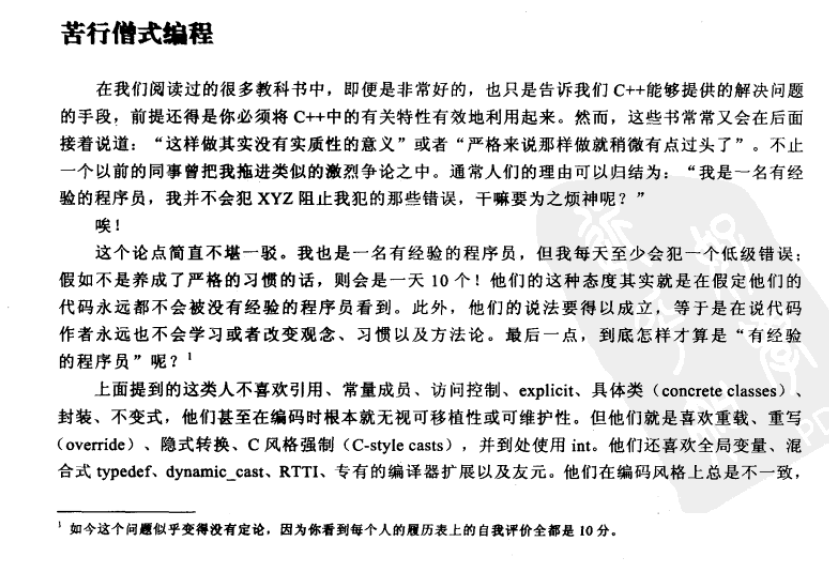 苦行僧式编程
在我们阅读过的很多教科书中，即便是非常好的，也只是告诉我们 C++能够提供的解决问题
的手段，前提还得是你必须将 C++中的有关特性有效地利用起来。然而，这些书常常又会在后面
接着说道：“这样做其实没有实质性的意义”或者“严格来说那样做就稍微有点过头了”。不止
一个以前的同事曾把我拖进类似的激烈争论之中。通常人们的理由可以归结为：“我是一名有经
验的程序员，我并不会犯 XYZ 阻止我犯的那些错误，干嘛要为之烦神呢？”
唉！
这个论点简直不堪一驳。我也是一名有经验的程序员，但我每天至少会犯一个低级错误；
假如不是养成了严格的习惯的话，则会是一天 10 个！他们的这种态度其实就是在假定他们的
代码永远都不会被没有经验的程序员看到。此外，他们的说法要得以成立，等于是在说代码
作者永远也不会学习或者改变观念、习惯以及方法论。最后一点，到底怎样才算是“有经验
的程序员”呢？¹
上面提到的这类人不喜欢引用、常量成员、访问控制、explicit、具体类（concrete classes）、
封装、不变式，他们甚至在编码时根本就无视可移植性或可维护性。但他们就是喜欢重载、重写
（override）、隐式转换、C 风格强制（C-style casts），并到处使用 int。他们还喜欢全局变量、混
合式 typedef、dynamic_cast、RTTI、专有的编译器扩展以及友元。他们在编码风格上总是不一致，
¹ 如今这个问题似乎变得没有定论，因为你看到每个人的履历表上的自我评价全都是 10 分。